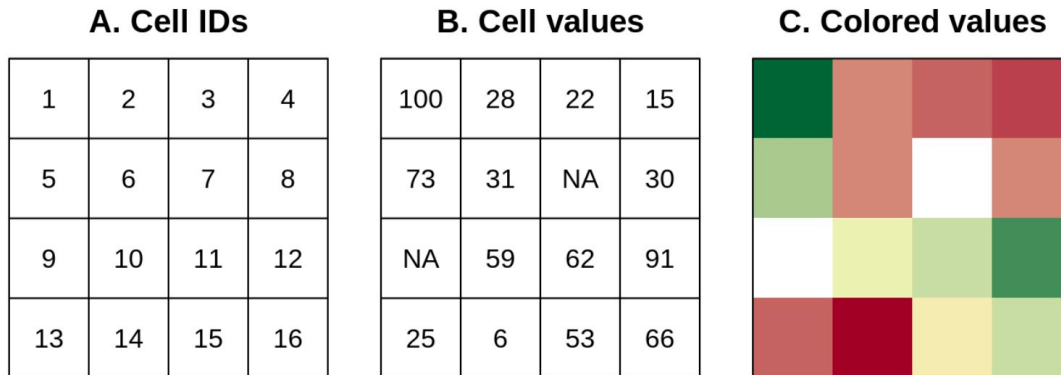 A. Cell IDs B. Cell values C. Colored values
1 2 3 4 100 28 22 15
5 6 7 8 73 31 NA 30
9 10 11 12 NA 59 62 91
13 14 15 16 25 6 53 66